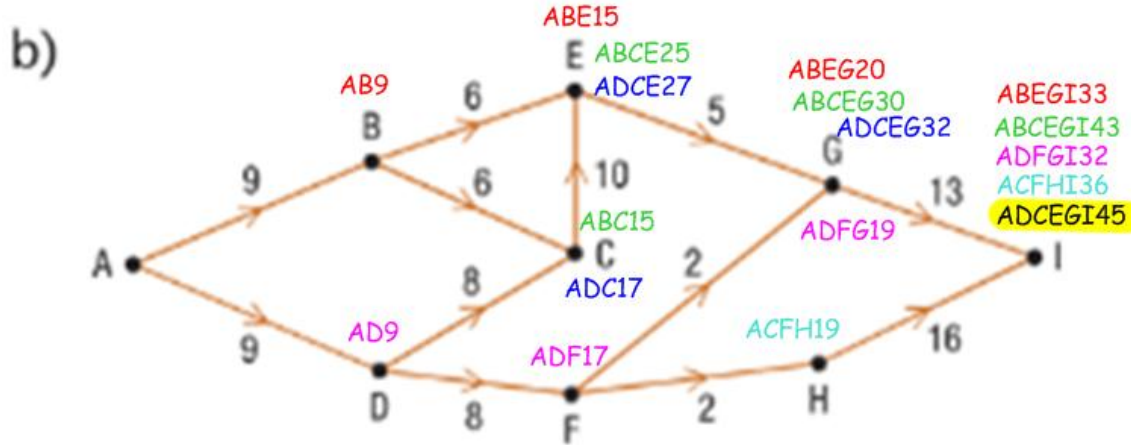 b)
ABE15
E
ABCE25
ADCE27
AB9
6
B
9
6
10
ABC15
C
ADC17
5
ABEG20
ABCEG30
ADCEG32
G
ADFG19
13
ABEGI33
ABCEGI43
ADFGI32
ACFHI36
ADCEGI45
I
A
9
8
AD9
D
8
ADF17
F
2
2
ACFH19
H
16